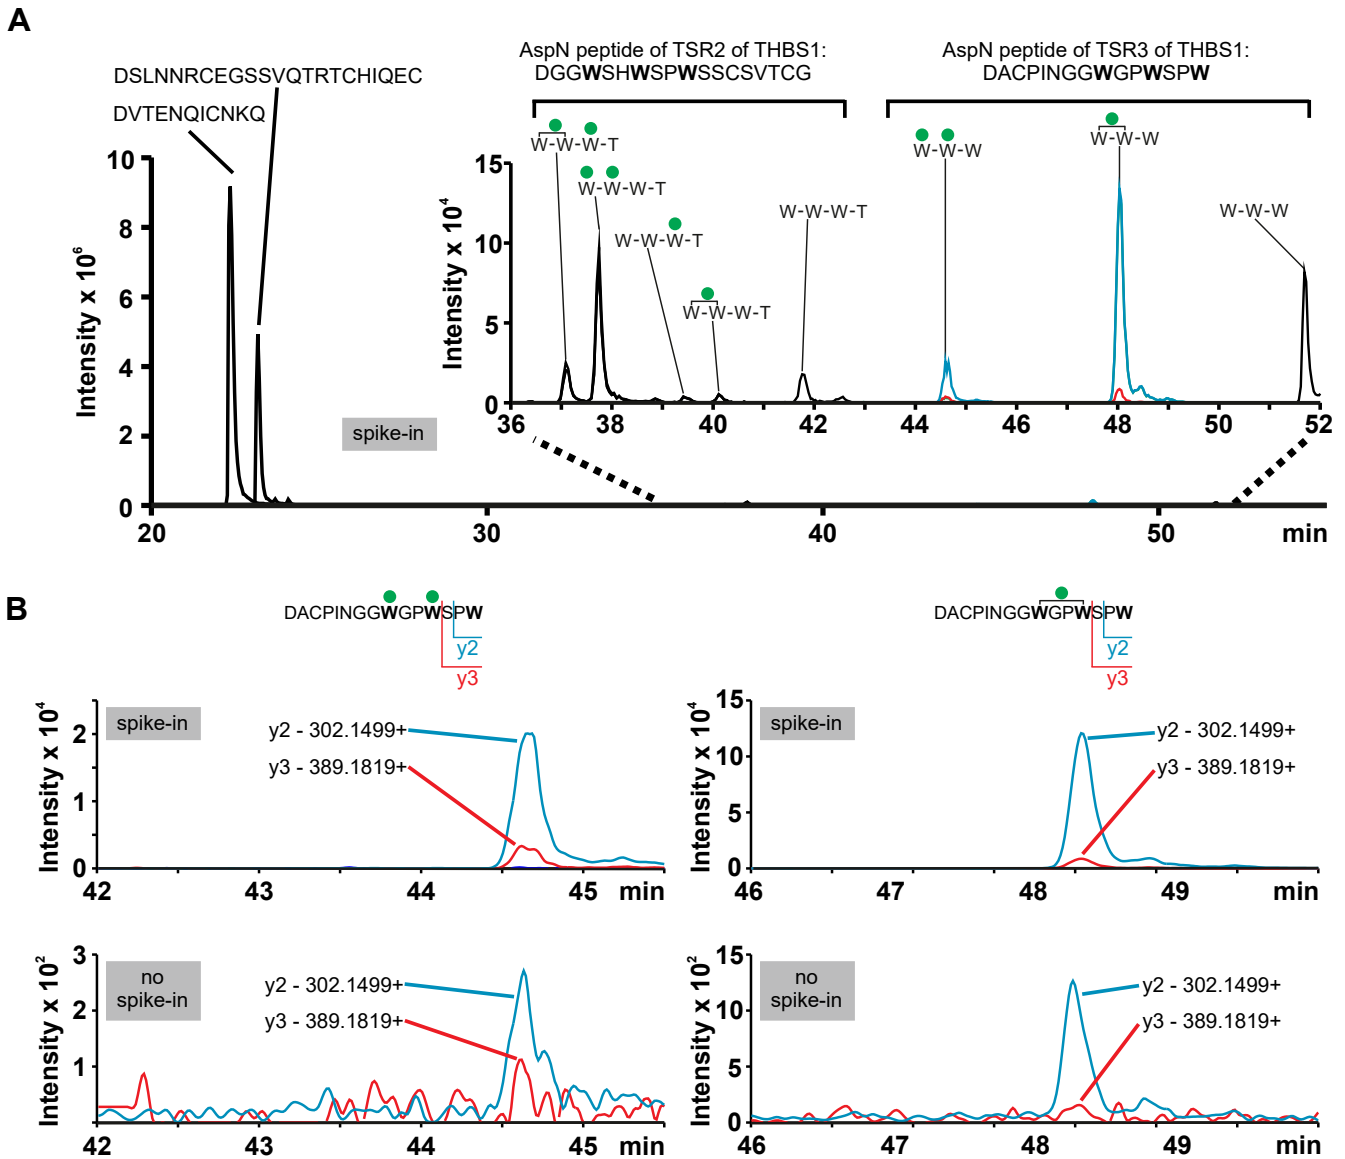 A
DSLNNRCEGSSVQTRTCHIQEC
DVTENQICNKQ
AspN peptide of TSR2 of THBS1:
DGGWSHWSPWSSCSVTCG
AspN peptide of TSR3 of THBS1:
DACPINGGWGPWSPW
W-W-W-T
W-W-W-T
W-W-W-T
W-W-W-T
W-W-W-T
W-W-W
W-W-W
W-W-W
Intensity x 10⁶
10
8
6
4
2
0
spike-in
Intensity x 10⁴
15
10
5
0
36 38 40 42 44 46 48 50 52
20 30 40 50 min
B
DACPINGGWGPWSPW
y2
y3
DACPINGGWGPWSPW
y2
y3
Intensity x 10⁴
2
1
0
spike-in
y2 - 302.1499+
y3 - 389.1819+
42 43 44 45 min
Intensity x 10⁴
15
10
5
0
spike-in
y2 - 302.1499+
y3 - 389.1819+
46 47 48 49 min
Intensity x 10²
3
2
1
no
spike-in
y2 - 302.1499+
y3 - 389.1819+
42 43 44 45 min
Intensity x 10²
15
10
5
0
no
spike-in
y2 - 302.1499+
y3 - 389.1819+
46 47 48 49 min